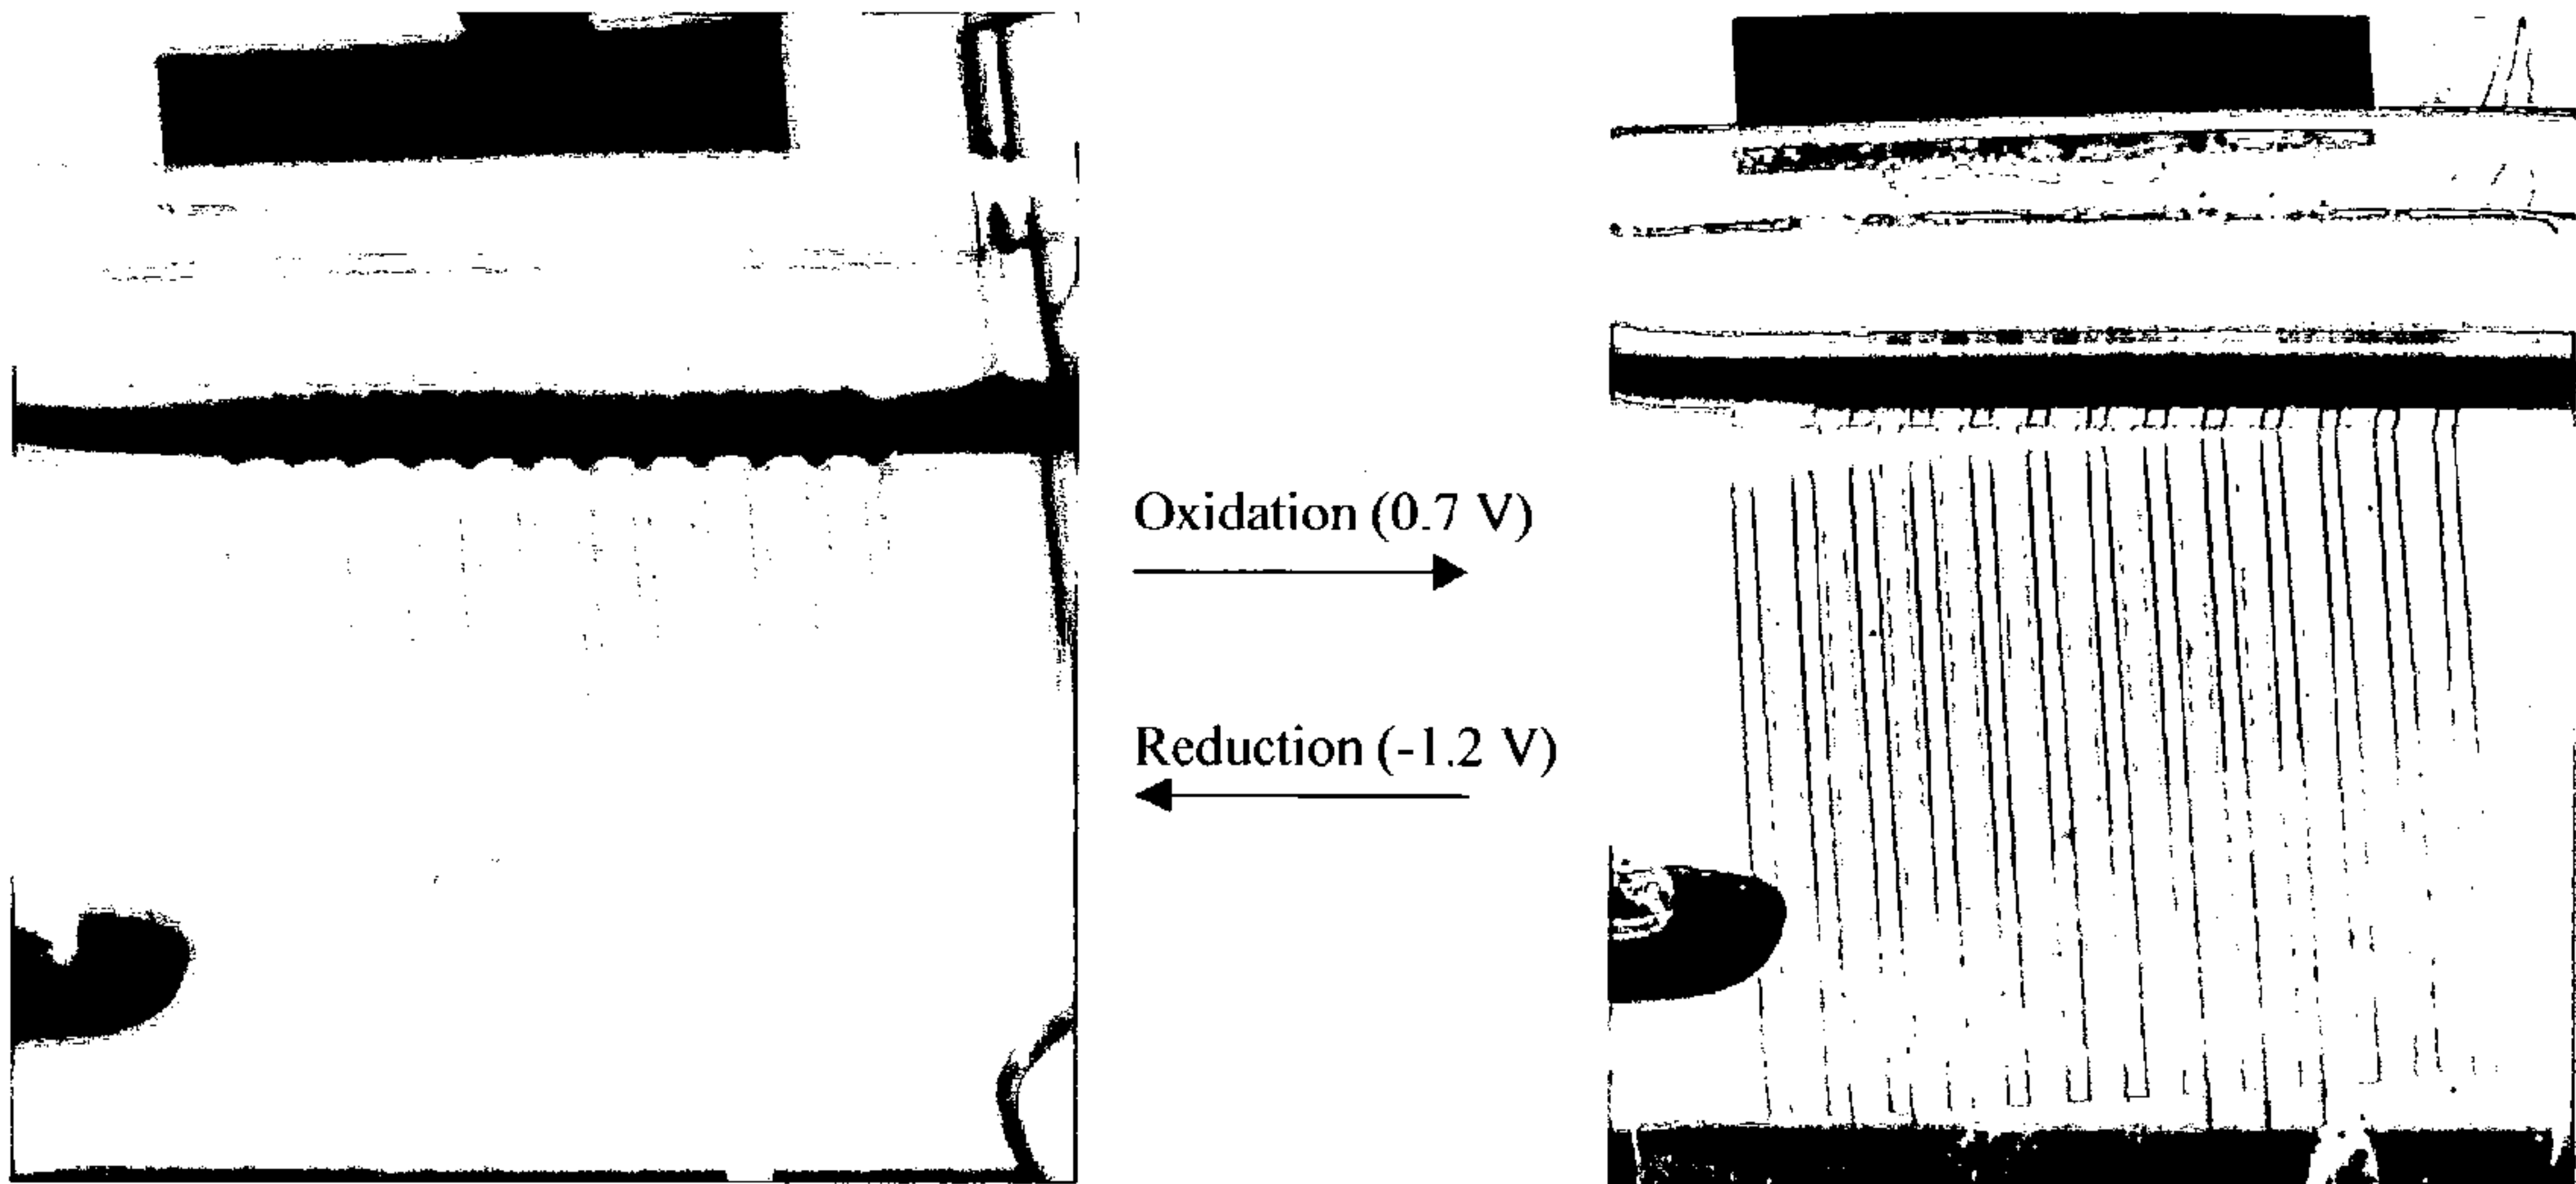 Oxidation (0.7 V)
Reduction (-1.2 V)